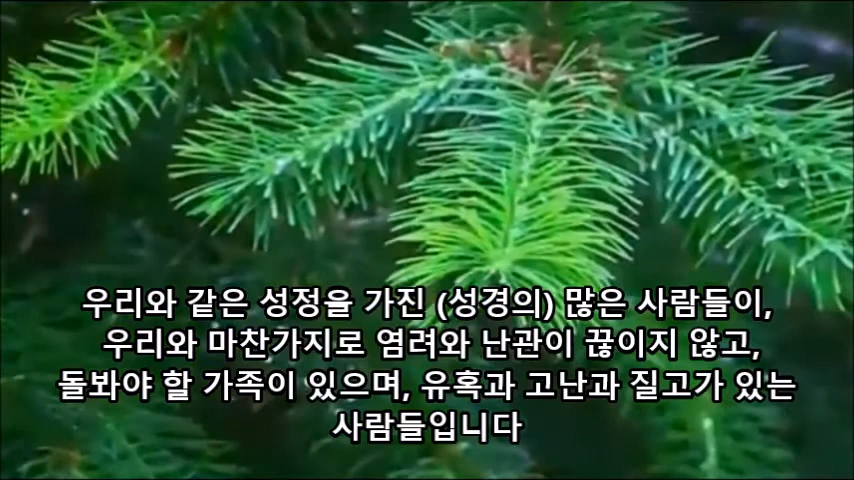 우리와 같은 성정을 가진 (성경의) 많은 사람들이,
우리와 마찬가지로 염려와 난관이 끊이지 않고,
돌봐야 할 가족이 있으며, 유혹과 고난과 질고가 있는
사람들입니다